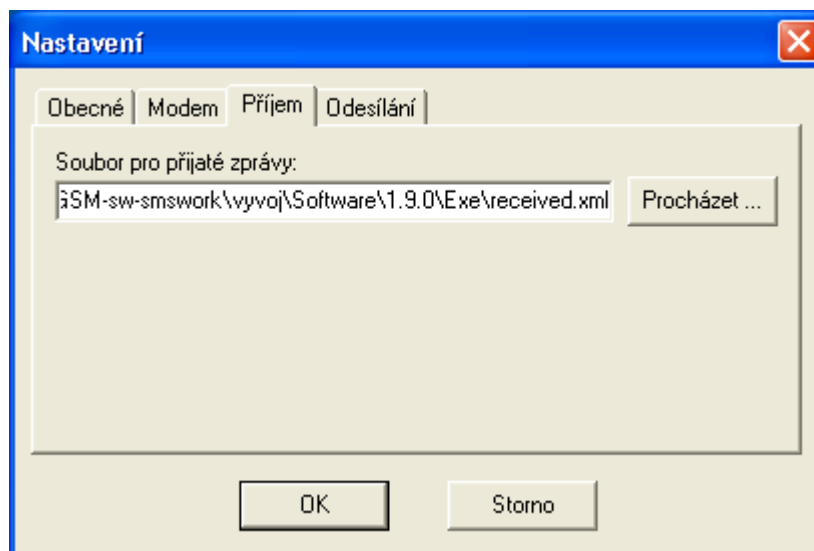 Nastavení
Obecné Modem Příjem Odesílání
Soubor pro přijaté zprávy:
GSM-sw-smswork\vyvoj\Software\1.9.0\Exe\received.xml Procházet ...
OK Storno